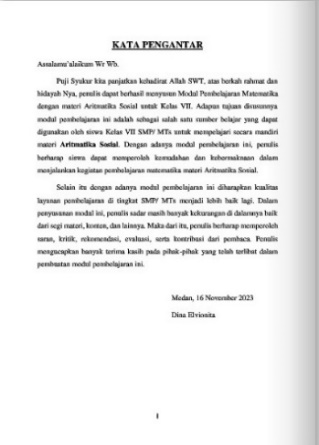 KATA PENGANTAR
Assalamu'alaikum Wr Wb.
Puji Syukur kita panjatkan kehadirat Allah SWT, atas berkah rahmat dan
hidayah Nya, penulis dapat berhasil menyusun Modul Pembelajaran Matematika
dengan materi Aritmatika Sosial untuk Kelas VII. Adapun tujuan disusunnya
modul pembelajaran ini adalah sebagai salah satu sumber belajar yang dapat
digunakan oleh siswa Kelas VII SMP/ MTs untuk mempelajari secara mandiri
materi Aritmatika Sosial. Dengan adanya modul pembelajaran ini, penulis
berharap siswa dapat memperoleh kemudahan dan kebermaknaan dalam
menjalankan kegiatan pembelajaran matematika materi Aritmatika Sosial.
Selain itu dengan adanya modul pembelajaran ini diharapkan kualitas
layanan pembelajaran di tingkat SMP/ MTs menjadi lebih baik lagi. Dalam
penyusunan modul ini, penulis sadar masih banyak kekurangan di dalamnya baik
dari segi materi, konten, dan lainnya. Maka dari itu, penulis berharap memperoleh
saran, kritik, rekomendasi, evaluasi, serta kontribusi dari pembaca. Penulis
mengucapkan banyak terima kasih pada pihak-pihak yang telah terlibat dalam
pembuatan modul pembelajaran ini.
Medan, 16 November 2023
Dina Elvionita